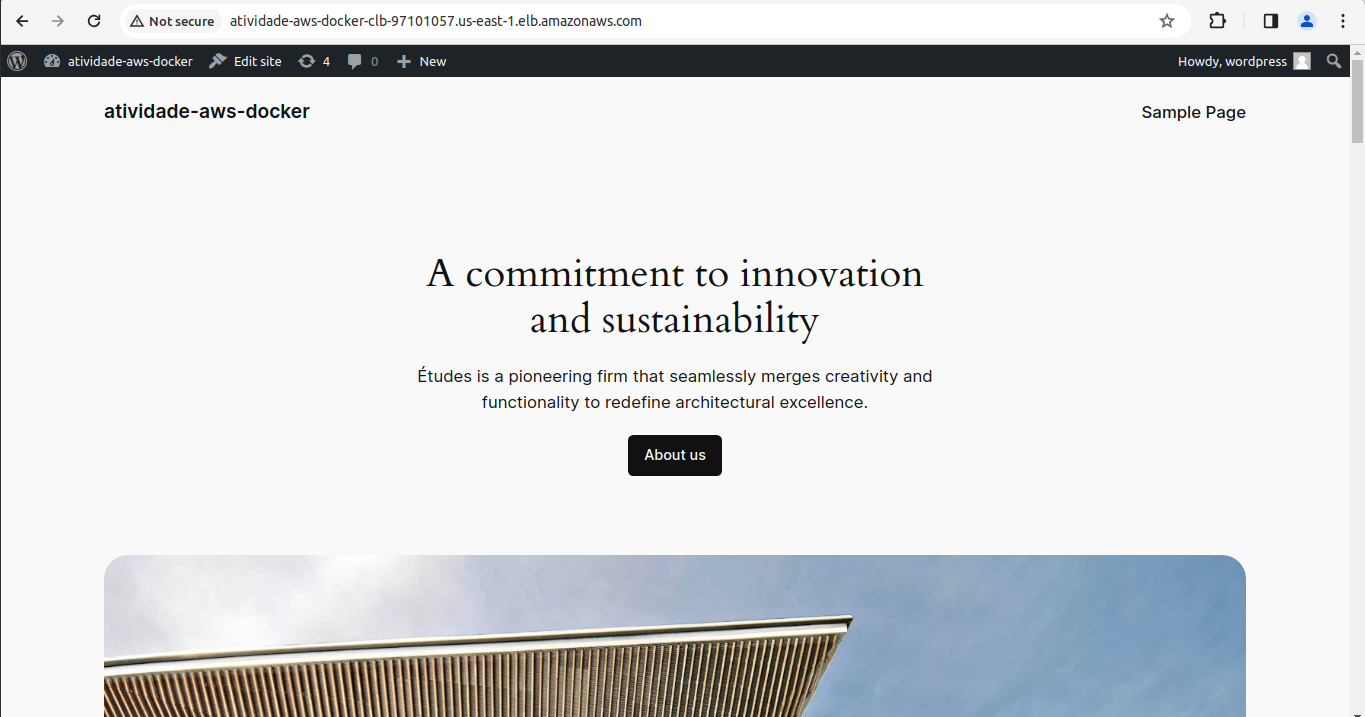 Not secure atividade-aws-docker-clb-97101057.us-east-1.elb.amazonaws.com
atividade-aws-docker Edit site 4 0 New Howdy, wordpress
atividade-aws-docker Sample Page
A commitment to innovation
and sustainability
Études is a pioneering firm that seamlessly merges creativity and
functionality to redefine architectural excellence.
About us